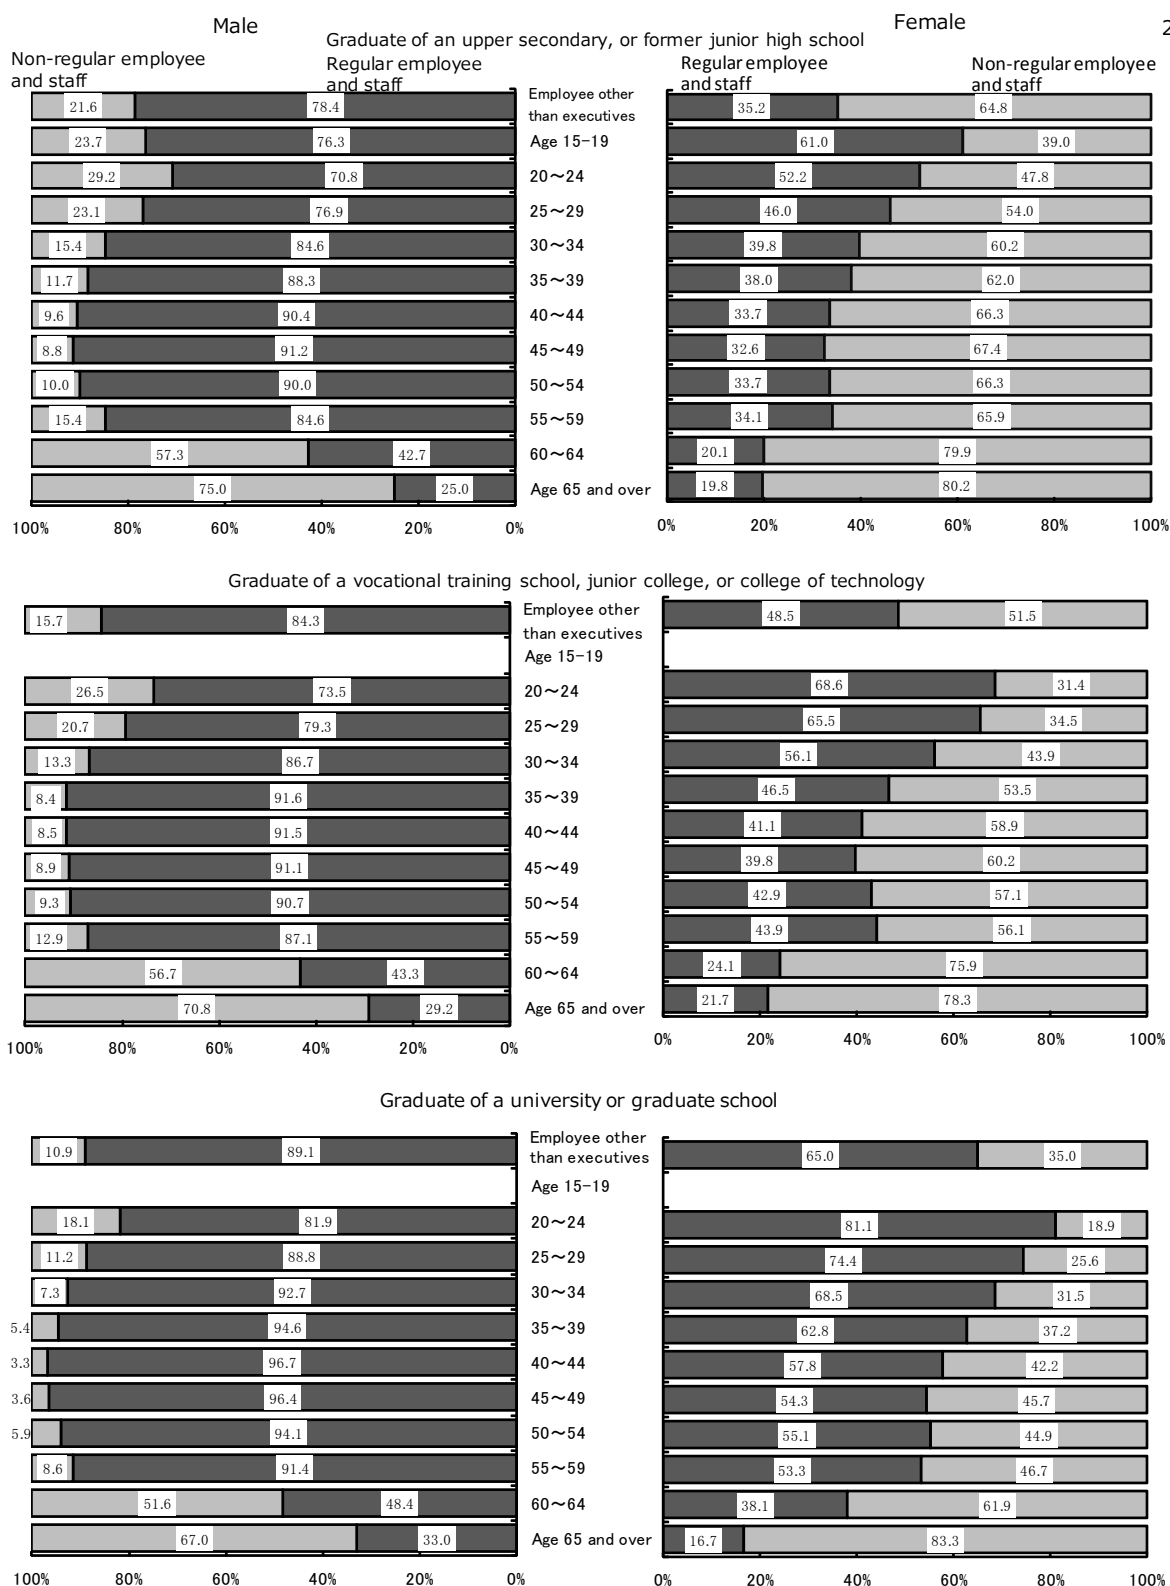 Male
Female
2
Graduate of an upper secondary, or former junior high school
Non-regular employee
and staff
Regular employee
and staff
Regular employee
and staff
Non-regular employee
and staff
21.6 78.4 Employee other than executives 35.2 64.8
23.7 76.3 Age 15-19 61.0 39.0
29.2 70.8 20~24 52.2 47.8
23.1 76.9 25~29 46.0 54.0
15.4 84.6 30~34 39.8 60.2
11.7 88.3 35~39 38.0 62.0
9.6 90.4 40~44 33.7 66.3
8.8 91.2 45~49 32.6 67.4
10.0 90.0 50~54 33.7 66.3
15.4 84.6 55~59 34.1 65.9
57.3 42.7 60~64 20.1 79.9
75.0 25.0 Age 65 and over 19.8 80.2
100% 80% 60% 40% 20% 0% 0% 20% 40% 60% 80% 100%
Graduate of a vocational training school, junior college, or college of technology
15.7 84.3 Employee other than executives 48.5 51.5
Age 15-19
26.5 73.5 20~24 68.6 31.4
20.7 79.3 25~29 65.5 34.5
13.3 86.7 30~34 56.1 43.9
8.4 91.6 35~39 46.5 53.5
8.5 91.5 40~44 41.1 58.9
8.9 91.1 45~49 39.8 60.2
9.3 90.7 50~54 42.9 57.1
12.9 87.1 55~59 43.9 56.1
56.7 43.3 60~64 24.1 75.9
70.8 29.2 Age 65 and over 21.7 78.3
100% 80% 60% 40% 20% 0% 0% 20% 40% 60% 80% 100%
Graduate of a university or graduate school
10.9 89.1 Employee other than executives 65.0 35.0
Age 15-19
18.1 81.9 20~24 81.1 18.9
11.2 88.8 25~29 74.4 25.6
7.3 92.7 30~34 68.5 31.5
5.4 94.6 35~39 62.8 37.2
3.3 96.7 40~44 57.8 42.2
3.6 96.4 45~49 54.3 45.7
5.9 94.1 50~54 55.1 44.9
8.6 91.4 55~59 53.3 46.7
51.6 48.4 60~64 38.1 61.9
67.0 33.0 Age 65 and over 16.7 83.3
100% 80% 60% 40% 20% 0% 0% 20% 40% 60% 80% 100%